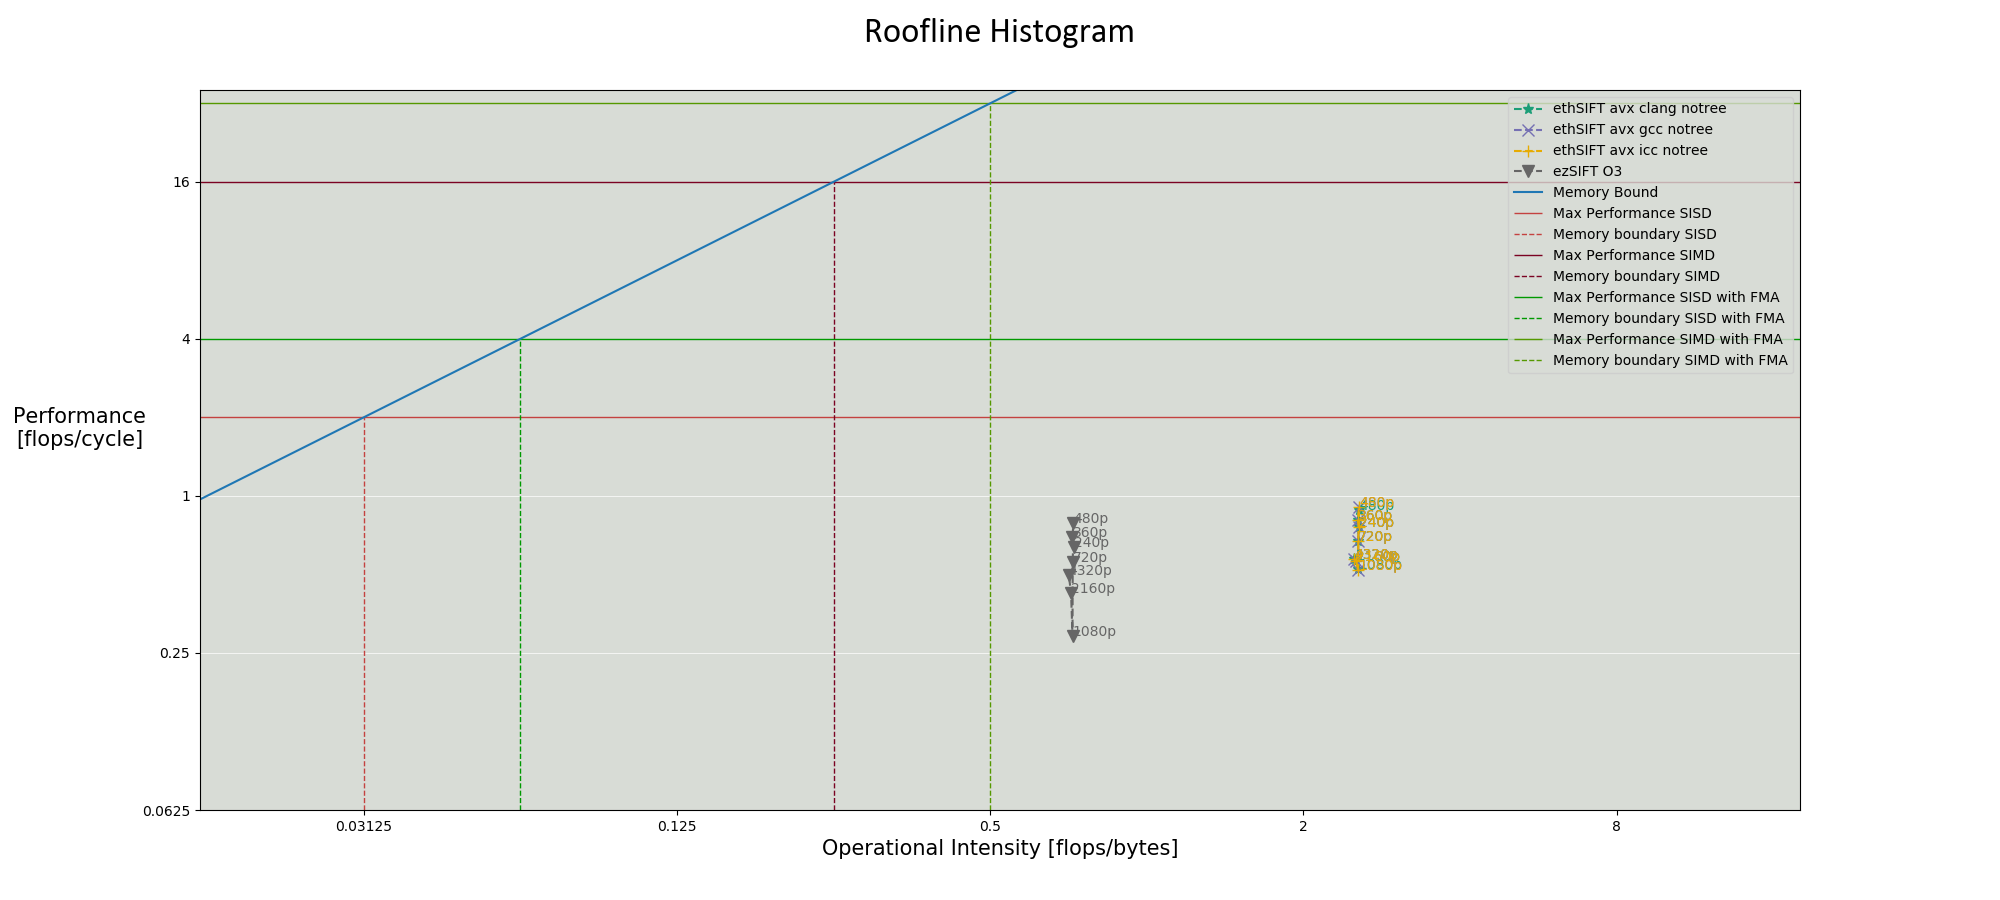 Roofline Histogram
Performance
[flops/cycle]
16
4
1
0.25
0.0625
0.03125
0.125
0.5
2
8
Operational Intensity [flops/bytes]
ethSIFT avx clang notree
ethSIFT avx gcc notree
ethSIFT avx icc notree
ezSIFT O3
Memory Bound
Max Performance SISD
Memory boundary SISD
Max Performance SIMD
Memory boundary SIMD
Max Performance SISD with FMA
Memory boundary SISD with FMA
Max Performance SIMD with FMA
Memory boundary SIMD with FMA
480p
360p
240p
720p
4320p
2160p
1080p
480p
360p
240p
720p
1080p